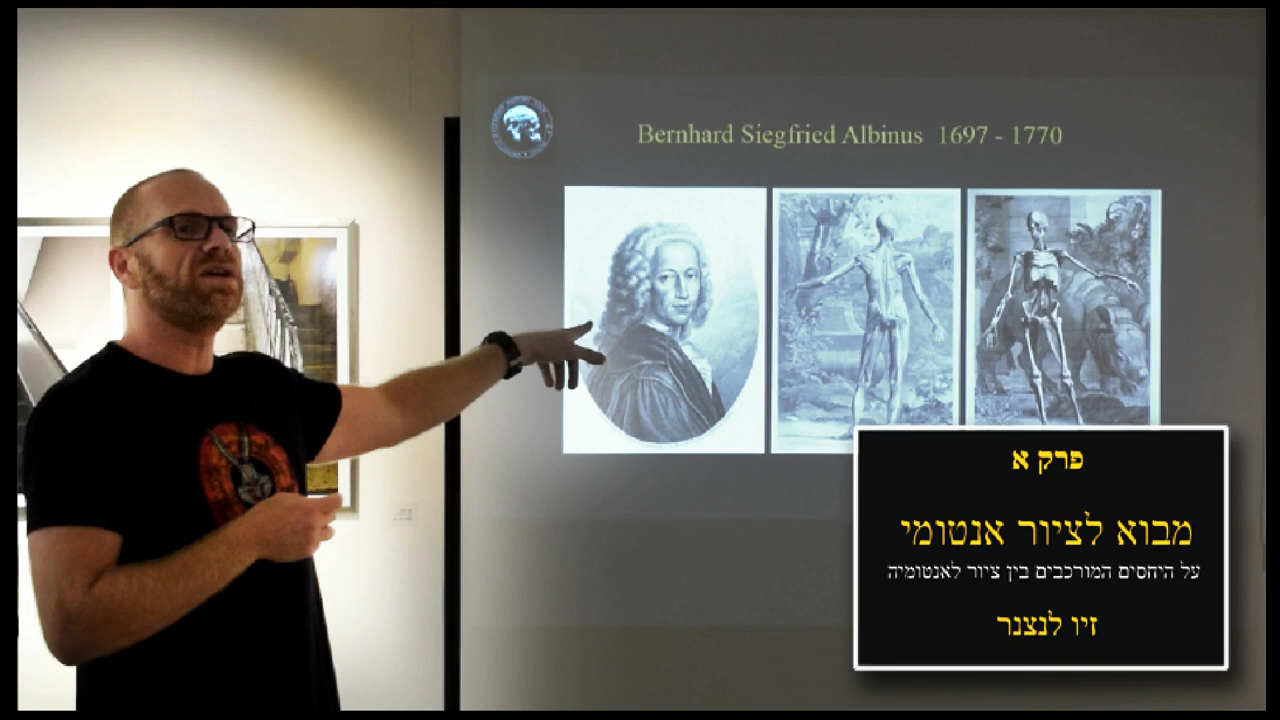 Bernhard Siegfried Albinus 1697 - 1770
פרק א
מבוא לציור אנטומי
על היחסים המורכבים בין ציור לאנטומיה
זיו לנצנר